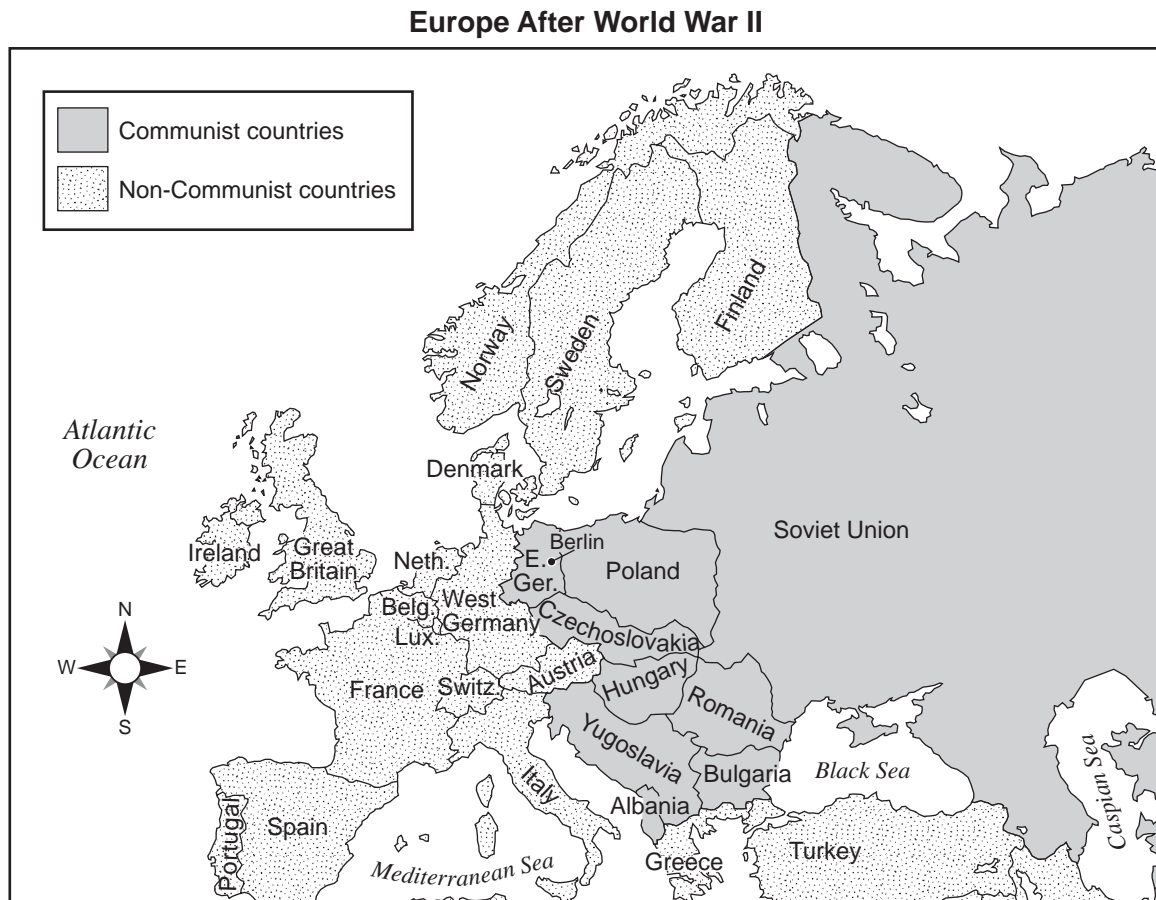 Europe After World War II
Communist countries
Non-Communist countries
Norway
Sweden
Finland
Atlantic
Ocean
Denmark
Soviet Union
Ireland
Great
Britain
Neth.
Berlin
E.
Ger.
Poland
Belg.
West
Germany
Lux.
Czechoslovakia
N
W
E
S
France
Switz.
Austria
Hungary
Romania
Yugoslavia
Italy
Bulgaria
Black Sea
Caspian Sea
Albania
Portugal
Spain
Mediterranean Sea
Greece
Turkey